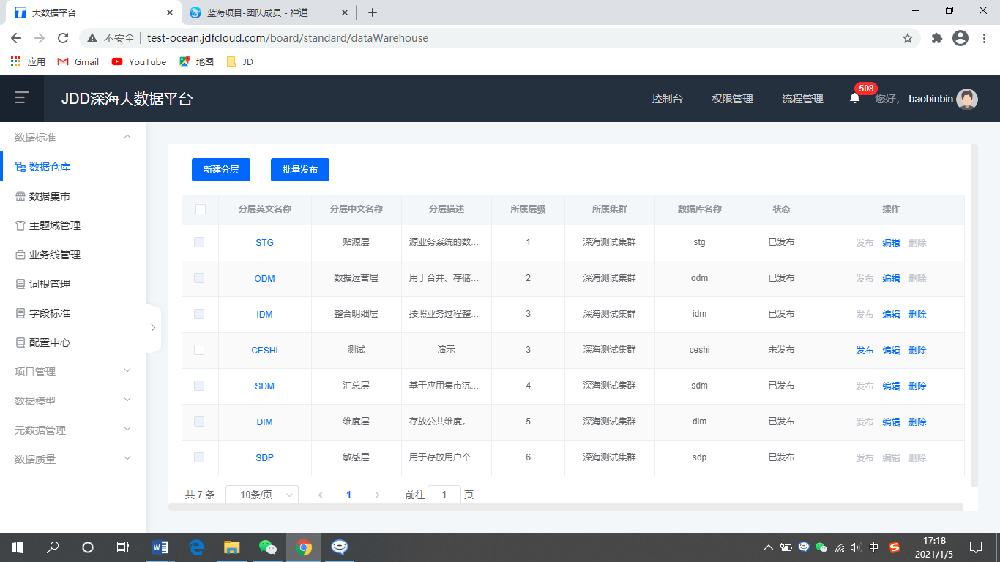 大数据平台
蓝海项目-团队成员 - 禅道
不安全 test-ocean.jdfcloud.com/board/standard/dataWarehouse
应用 Gmail YouTube 地图 JD
JDD深海大数据平台 控制台 权限管理 流程管理 508 您好, baobinbin
数据标准
数据仓库
数据集市
主题域管理
业务线管理
词根管理
字段标准
配置中心
项目管理
数据模型
元数据管理
数据质量
新建分层 批量发布
分层英文名称 分层中文名称 分层描述 所属层级 所属集群 数据库名称 状态 操作
STG 贴源层 源业务系统的数... 1 深海测试集群 stg 已发布 发布 编辑 删除
ODM 数据运营层 用于合并、存储... 2 深海测试集群 odm 已发布 发布 编辑 删除
IDM 整合明细层 按照业务过程整... 3 深海测试集群 idm 已发布 发布 编辑 删除
CESHI 测试 演示 3 深海测试集群 ceshi 未发布 发布 编辑 删除
SDM 汇总层 基于应用集市沉... 4 深海测试集群 sdm 已发布 发布 编辑 删除
DIM 维度层 存放公共维度，... 5 深海测试集群 dim 已发布 发布 编辑 删除
SDP 敏感层 用于存放用户个... 6 深海测试集群 sdp 已发布 发布 编辑 删除
共 7 条 10条/页 1 前往 1 页
中 17:18
2021/1/5